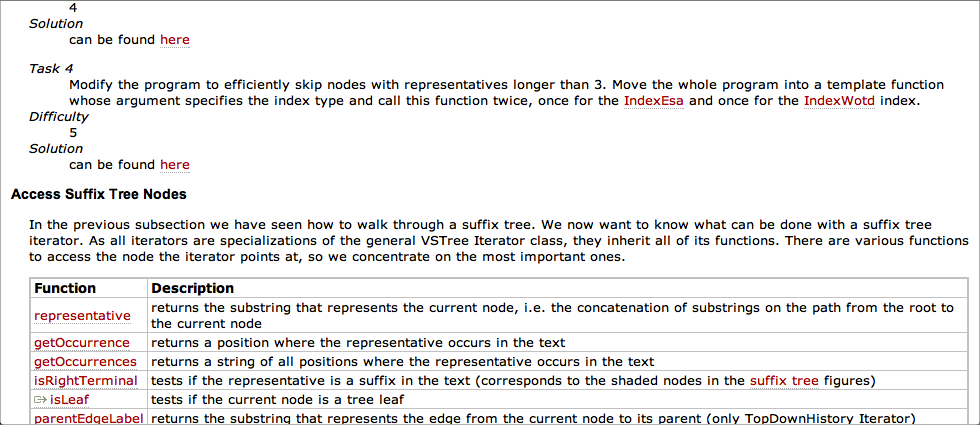 4
Solution
can be found here
Task 4
Modify the program to efficiently skip nodes with representatives longer than 3. Move the whole program into a template function
whose argument specifies the index type and call this function twice, once for the IndexEsa and once for the IndexWotd index.
Difficulty
5
Solution
can be found here
Access Suffix Tree Nodes
In the previous subsection we have seen how to walk through a suffix tree. We now want to know what can be done with a suffix tree
iterator. As all iterators are specializations of the general VSTree Iterator class, they inherit all of its functions. There are various functions
to access the node the iterator points at, so we concentrate on the most important ones.
Function Description
representative returns the substring that represents the current node, i.e. the concatenation of substrings on the path from the root to
the current node
getOccurrence returns a position where the representative occurs in the text
getOccurrences returns a string of all positions where the representative occurs in the text
isRightTerminal tests if the representative is a suffix in the text (corresponds to the shaded nodes in the suffix tree figures)
isLeaf tests if the current node is a tree leaf
parentEdgeLabel returns the substring that represents the edge from the current node to its parent (only TopDownHistory Iterator)